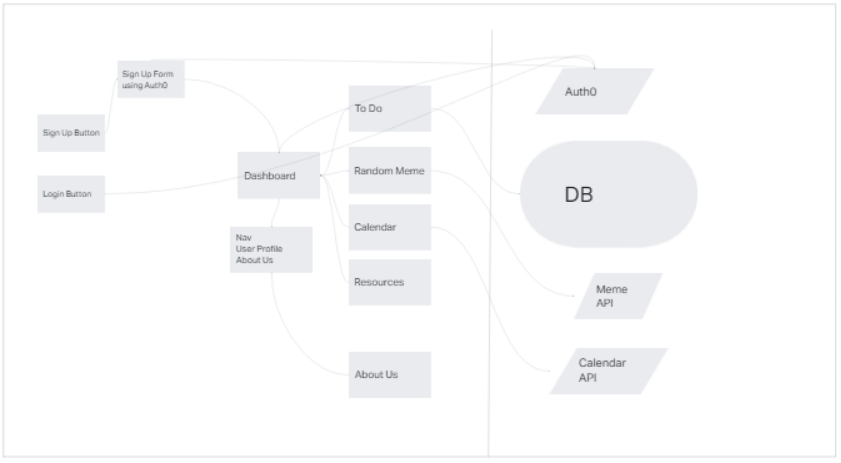 Sign Up Form
using Auth0
Sign Up Button
Login Button
Dashboard
Nav
User Profile
About Us
To Do
Random Meme
Calendar
Resources
About Us
Auth0
DB
Meme
API
Calendar
API